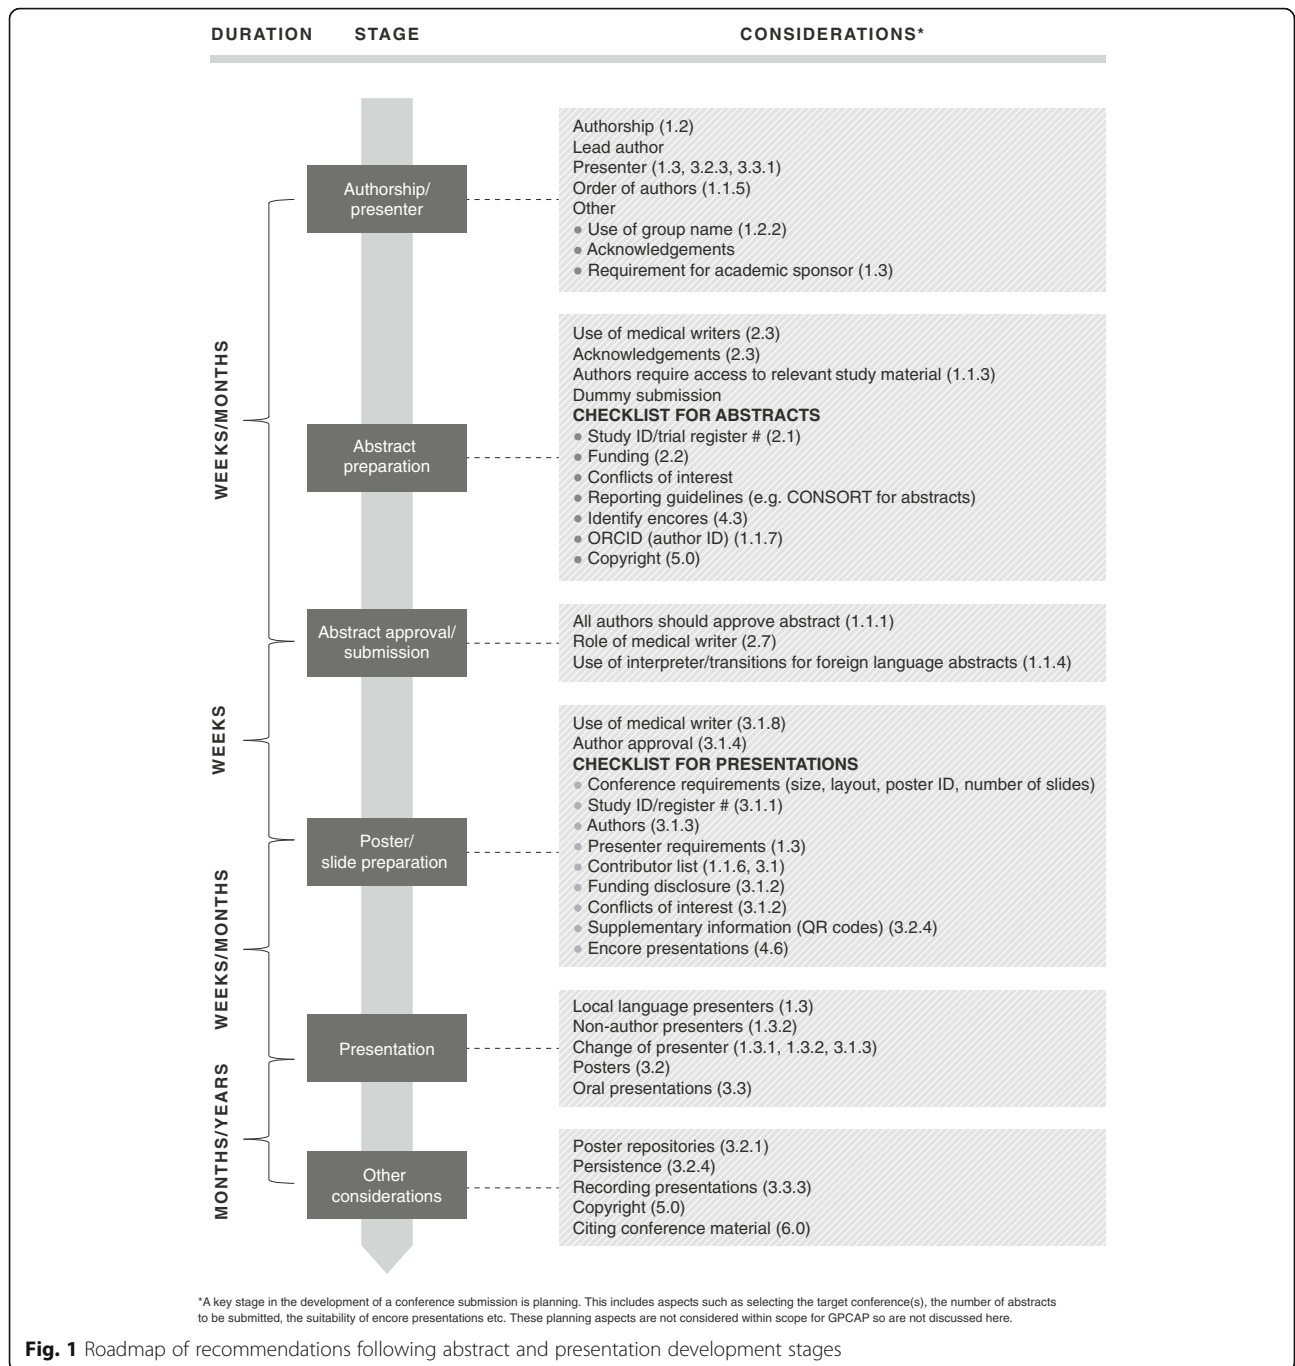 DURATION STAGE CONSIDERATIONS*
Authorship/
presenter
Authorship (1.2)
Lead author
Presenter (1.3, 3.2.3, 3.3.1)
Order of authors (1.1.5)
Other
• Use of group name (1.2.2)
• Acknowledgements
• Requirement for academic sponsor (1.3)
WEEKS/MONTHS
Abstract
preparation
Use of medical writers (2.3)
Acknowledgements (2.3)
Authors require access to relevant study material (1.1.3)
Dummy submission
CHECKLIST FOR ABSTRACTS
• Study ID/trial register # (2.1)
• Funding (2.2)
• Conflicts of interest
• Reporting guidelines (e.g. CONSORT for abstracts)
• Identify encores (4.3)
• ORCID (author ID) (1.1.7)
• Copyright (5.0)
Abstract approval/
submission
All authors should approve abstract (1.1.1)
Role of medical writer (2.7)
Use of interpreter/transitions for foreign language abstracts (1.1.4)
WEEKS
Poster/
slide preparation
Use of medical writer (3.1.8)
Author approval (3.1.4)
CHECKLIST FOR PRESENTATIONS
• Conference requirements (size, layout, poster ID, number of slides)
• Study ID/register # (3.1.1)
• Authors (3.1.3)
• Presenter requirements (1.3)
• Contributor list (1.1.6, 3.1)
• Funding disclosure (3.1.2)
• Conflicts of interest (3.1.2)
• Supplementary information (QR codes) (3.2.4)
• Encore presentations (4.6)
WEEKS/MONTHS
Presentation
Local language presenters (1.3)
Non-author presenters (1.3.2)
Change of presenter (1.3.1, 1.3.2, 3.1.3)
Posters (3.2)
Oral presentations (3.3)
MONTHS/YEARS
Other
considerations
Poster repositories (3.2.1)
Persistence (3.2.4)
Recording presentations (3.3.3)
Copyright (5.0)
Citing conference material (6.0)
*A key stage in the development of a conference submission is planning. This includes aspects such as selecting the target conference(s), the number of abstracts
to be submitted, the suitability of encore presentations etc. These planning aspects are not considered within scope for GPCAP so are not discussed here.
Fig. 1 Roadmap of recommendations following abstract and presentation development stages